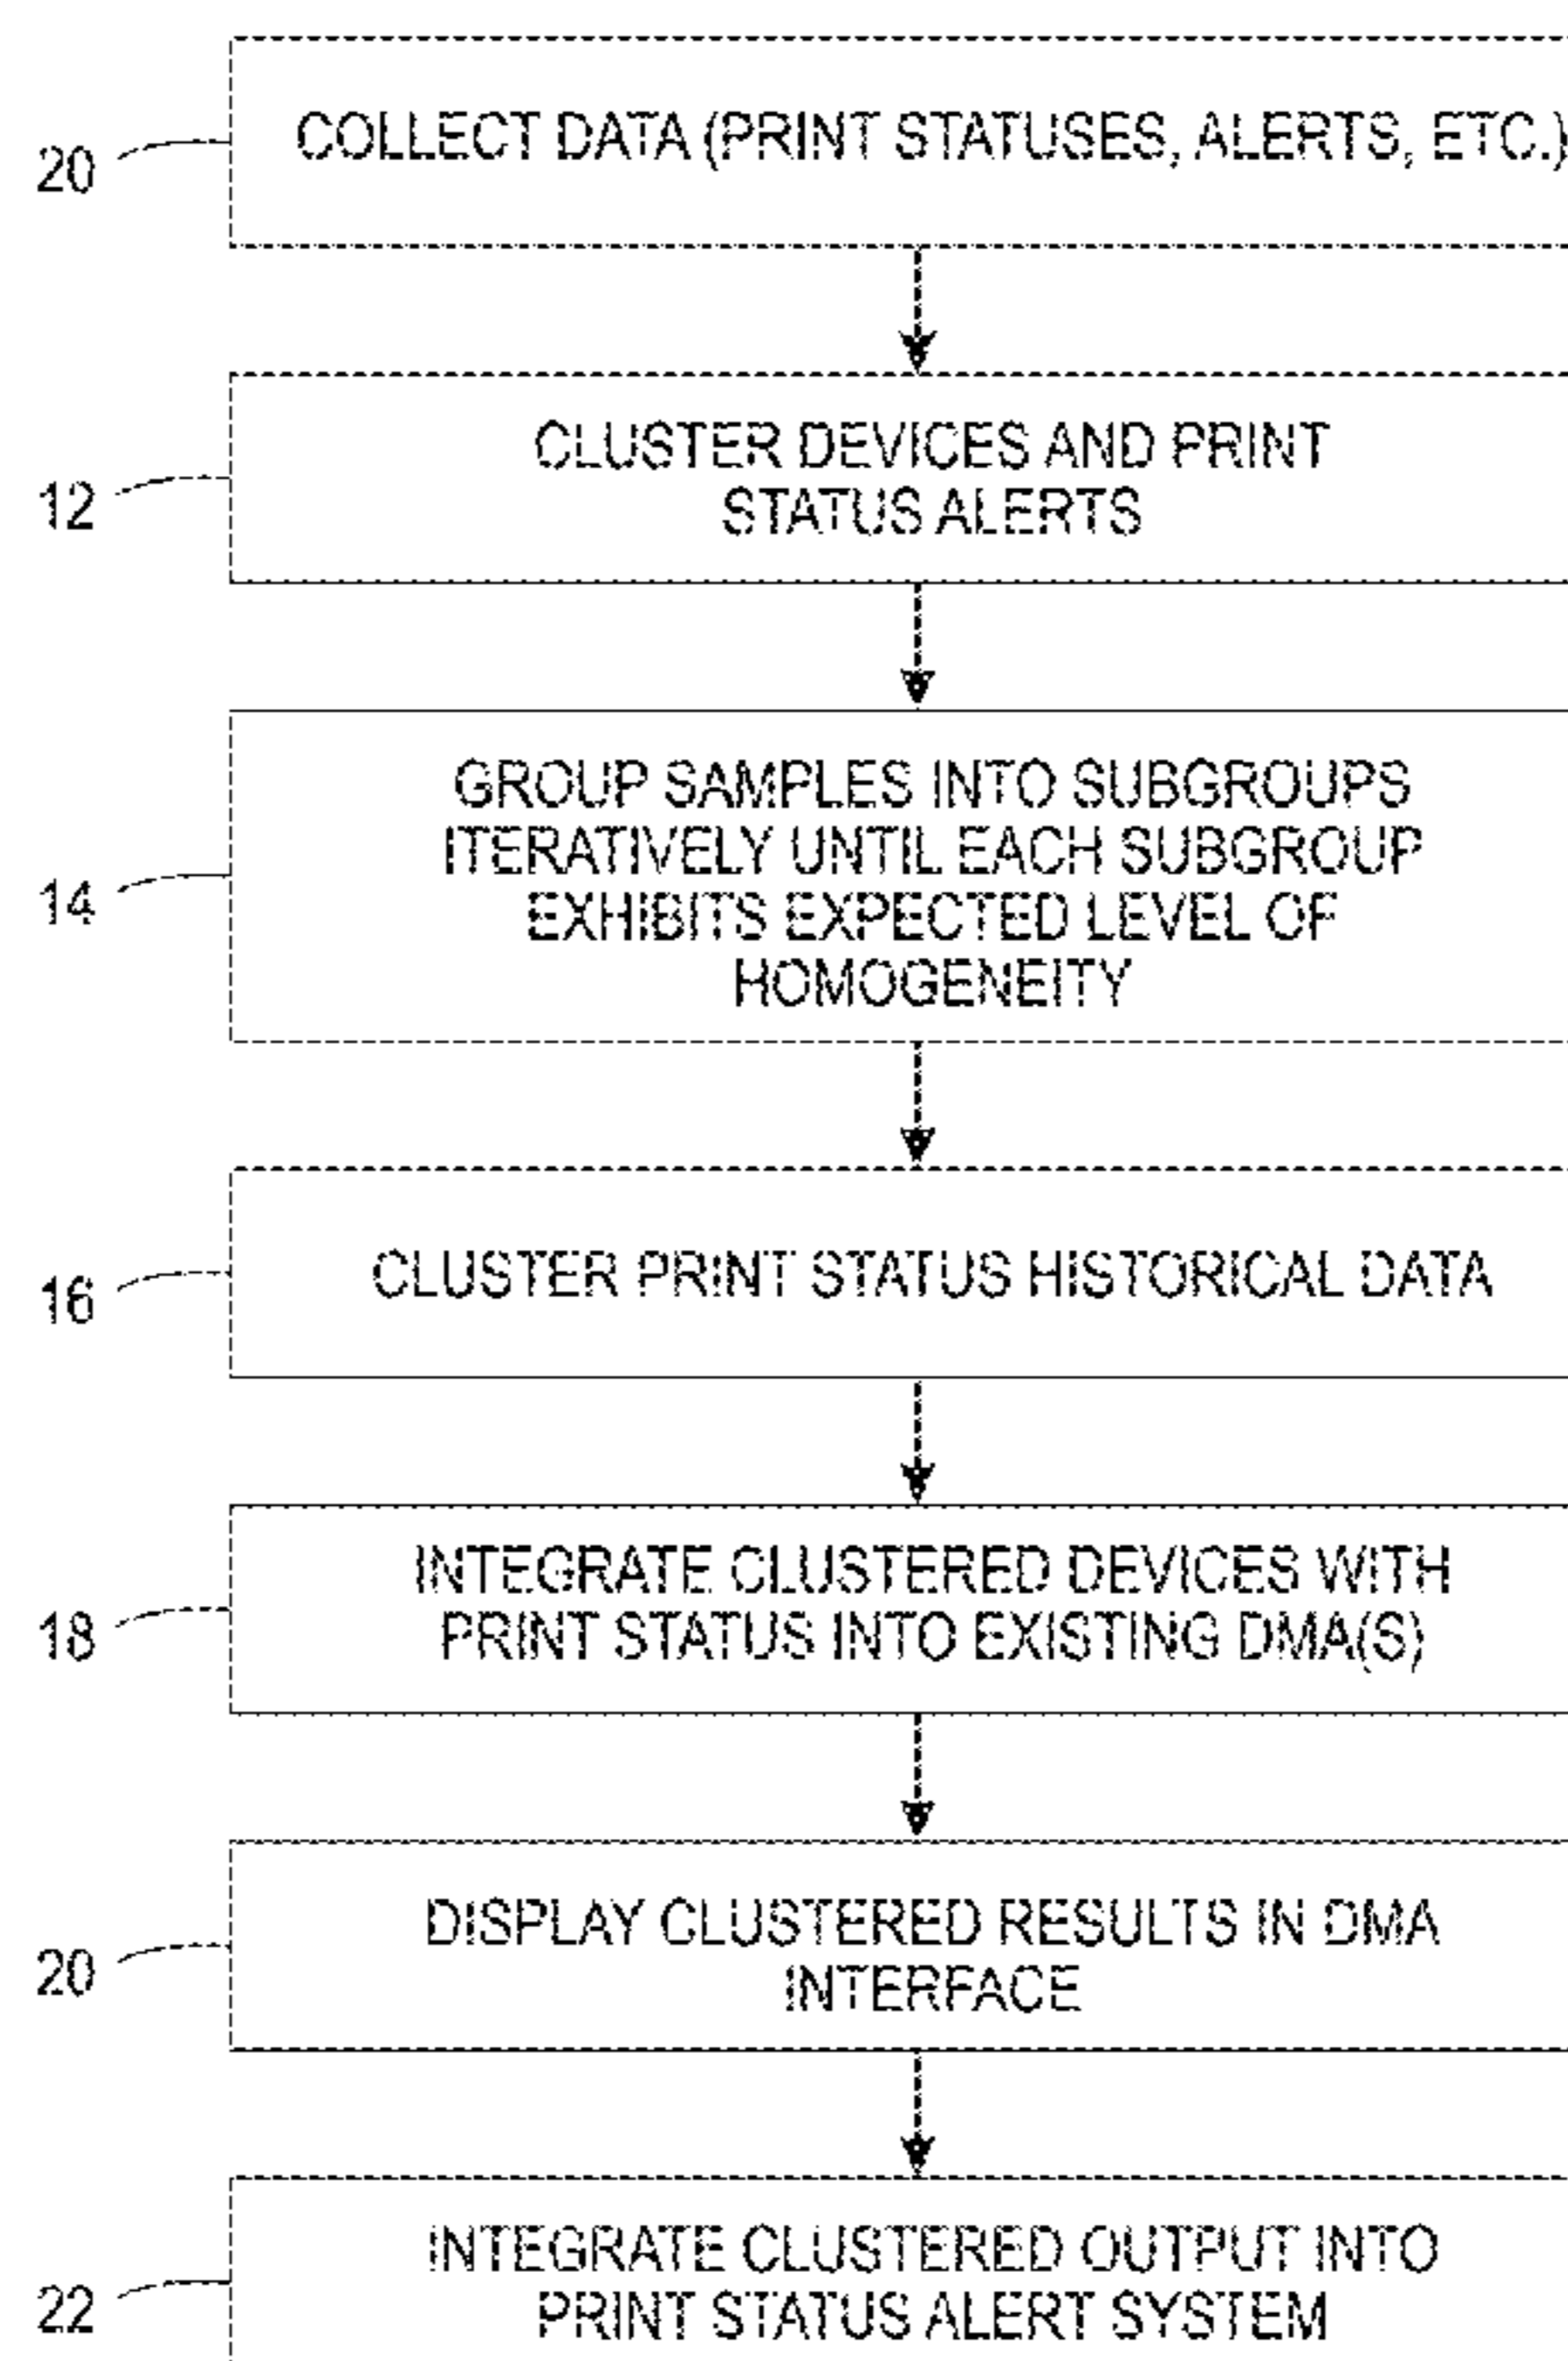 20
COLLECT DATA (PRINT STATUSES, ALERTS, ETC.)
12
CLUSTER DEVICES AND PRINT
STATUS ALERTS
14
GROUP SAMPLES INTO SUBGROUPS
ITERATIVELY UNTIL EACH SUBGROUP
EXHIBITS EXPECTED LEVEL OF
HOMOGENEITY
16
CLUSTER PRINT STATUS HISTORICAL DATA
18
INTEGRATE CLUSTERED DEVICES WITH
PRINT STATUS INTO EXISTING DMA(S)
20
DISPLAY CLUSTERED RESULTS IN DMA
INTERFACE
22
INTEGRATE CLUSTERED OUTPUT INTO
PRINT STATUS ALERT SYSTEM